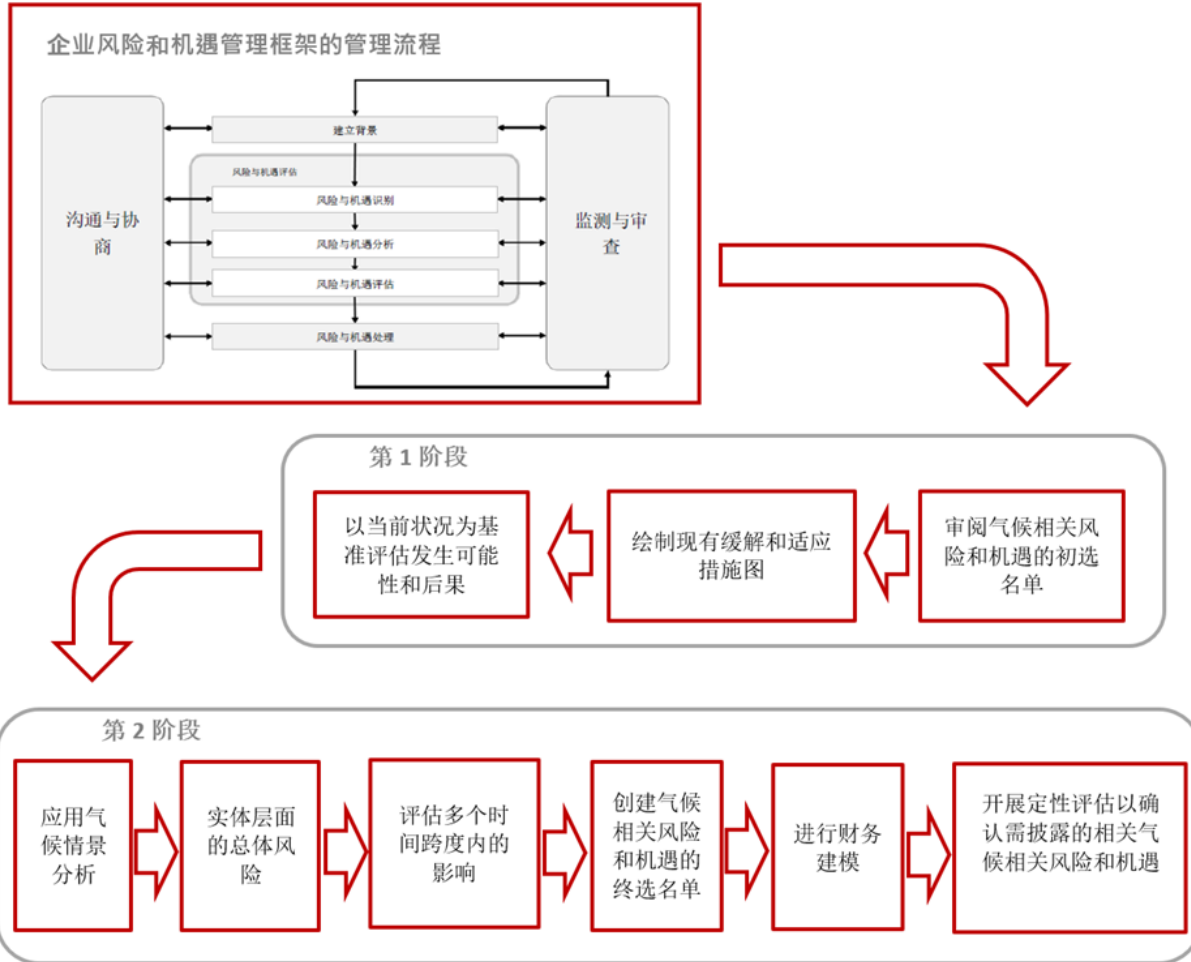 企业风险和机遇管理框架的管理流程
建立背景
风险与机遇评估
风险与机遇识别
沟通与协
商
监测与审
查
风险与机遇分析
风险与机遇评估
风险与机遇处理
第 1 阶段
审阅气候相关风
险和机遇的初选
名单
绘制现有缓解和适应
措施图
以当前状况为基
准评估发生可能
性和后果
第 2 阶段
应用气
候情景
分析
实体层面
的总体风
险
评估多个时
间跨度内的
影响
创建气候
相关风险
和机遇的
终选名单
进行财务
建模
开展定性评估以确
认需披露的相关气
候相关风险和机遇